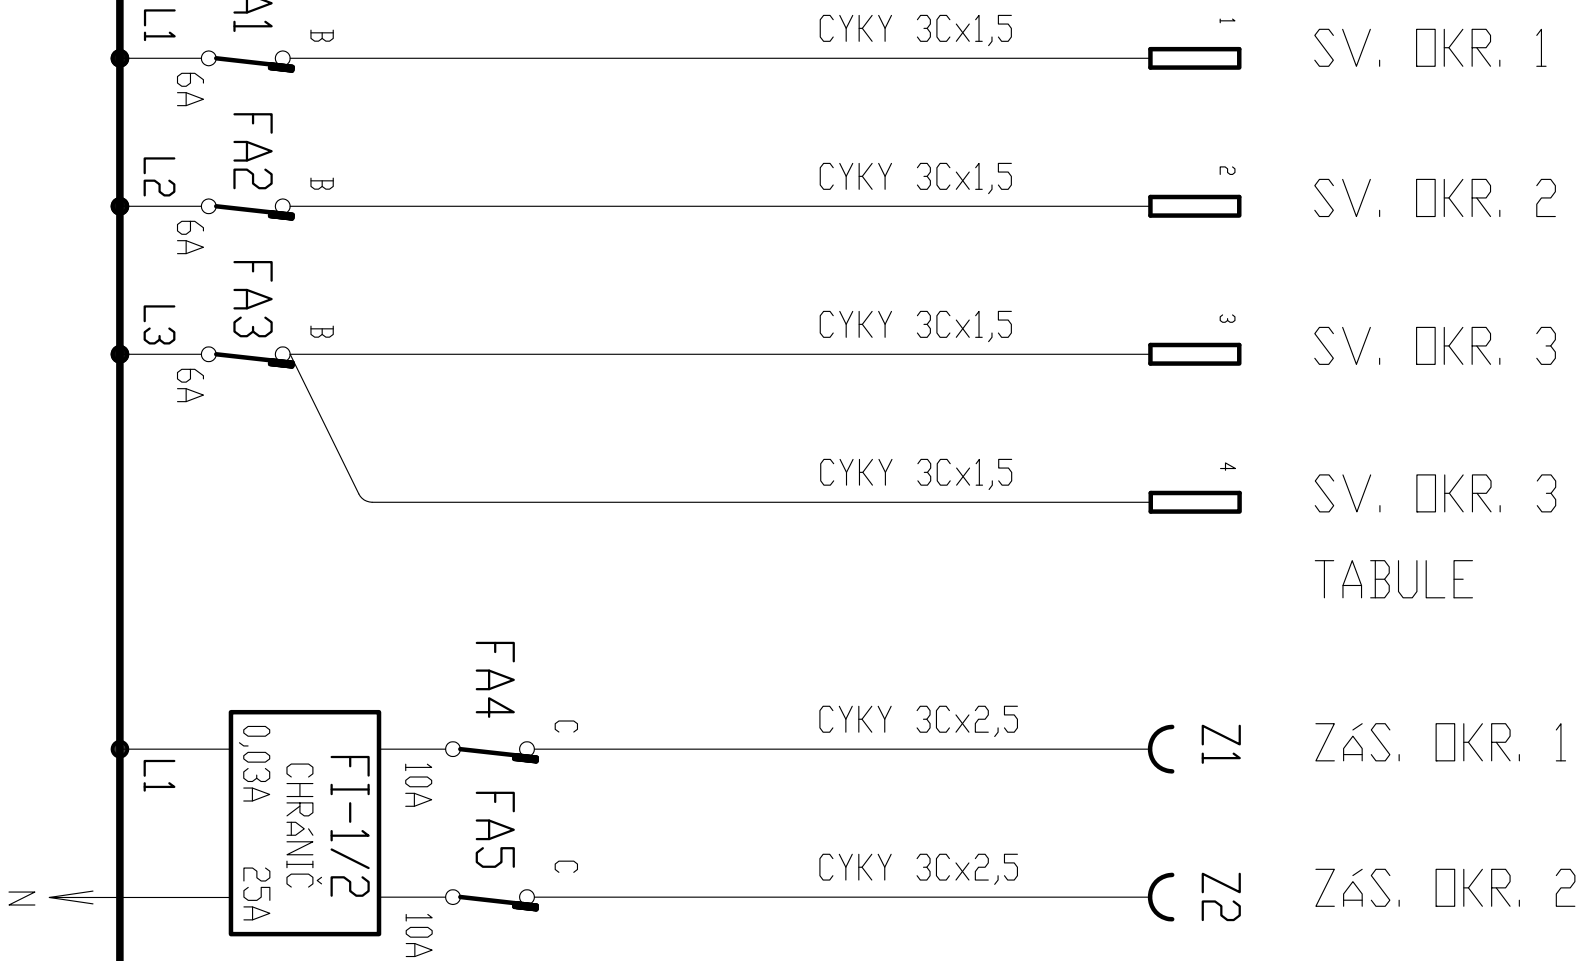 L1
A1
6A
B
CYKY 3Cx1,5
1
SV. OKR. 1
L2
FA2
6A
B
CYKY 3Cx1,5
2
SV. OKR. 2
L3
FA3
6A
B
CYKY 3Cx1,5
3
SV. OKR. 3
CYKY 3Cx1,5
4
SV. OKR. 3
TABULE
L1
FI-1/2
CHRÁNIČ
0,03A 25A
FA4
10A
C
CYKY 3Cx2,5
Z1
ZÁS. OKR. 1
N
FA5
10A
C
CYKY 3Cx2,5
Z2
ZÁS. OKR. 2